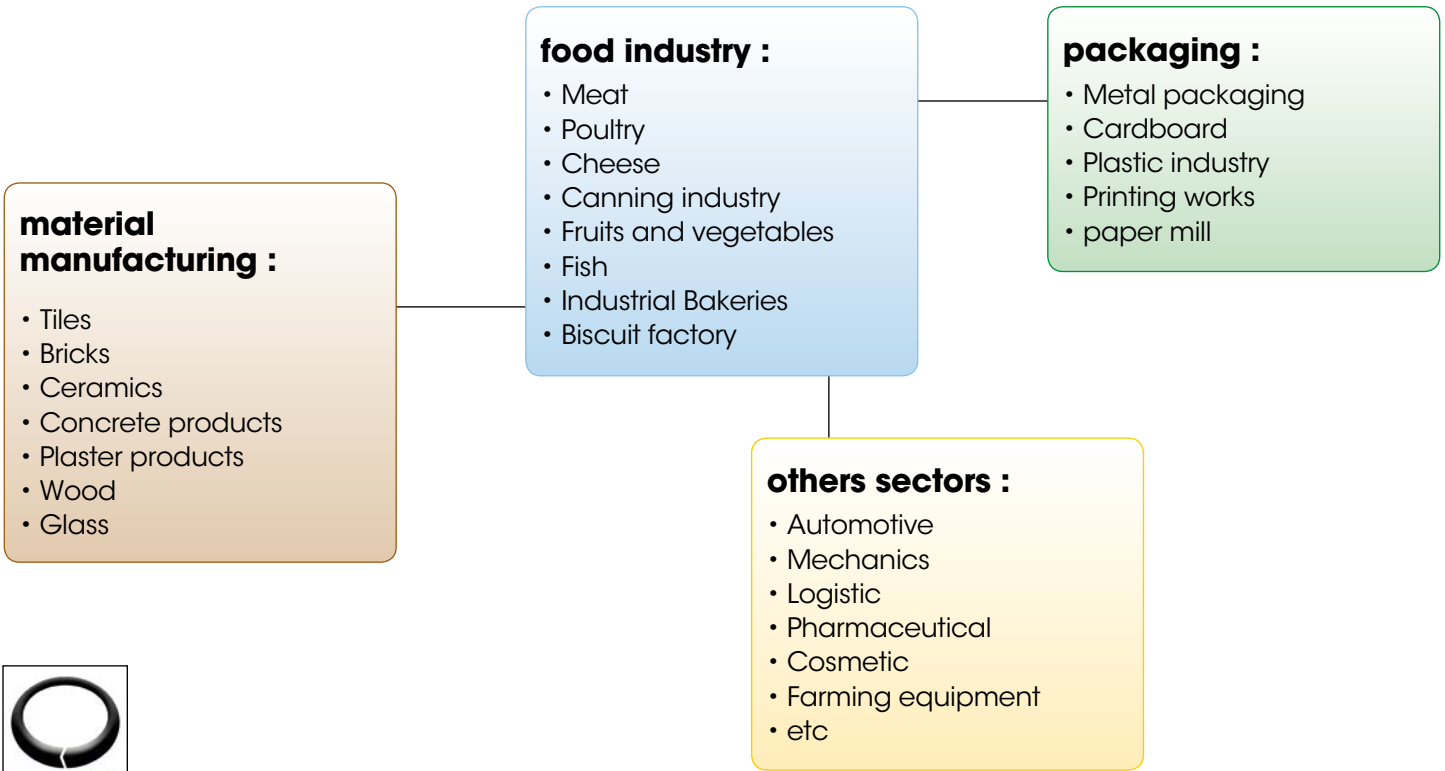 food industry :
• Meat
• Poultry
• Cheese
• Canning industry
• Fruits and vegetables
• Fish
• Industrial Bakeries
• Biscuit factory
packaging :
• Metal packaging
• Cardboard
• Plastic industry
• Printing works
• paper mill
material
manufacturing :
• Tiles
• Bricks
• Ceramics
• Concrete products
• Plaster products
• Wood
• Glass
others sectors :
• Automotive
• Mechanics
• Logistic
• Pharmaceutical
• Cosmetic
• Farming equipment
• etc